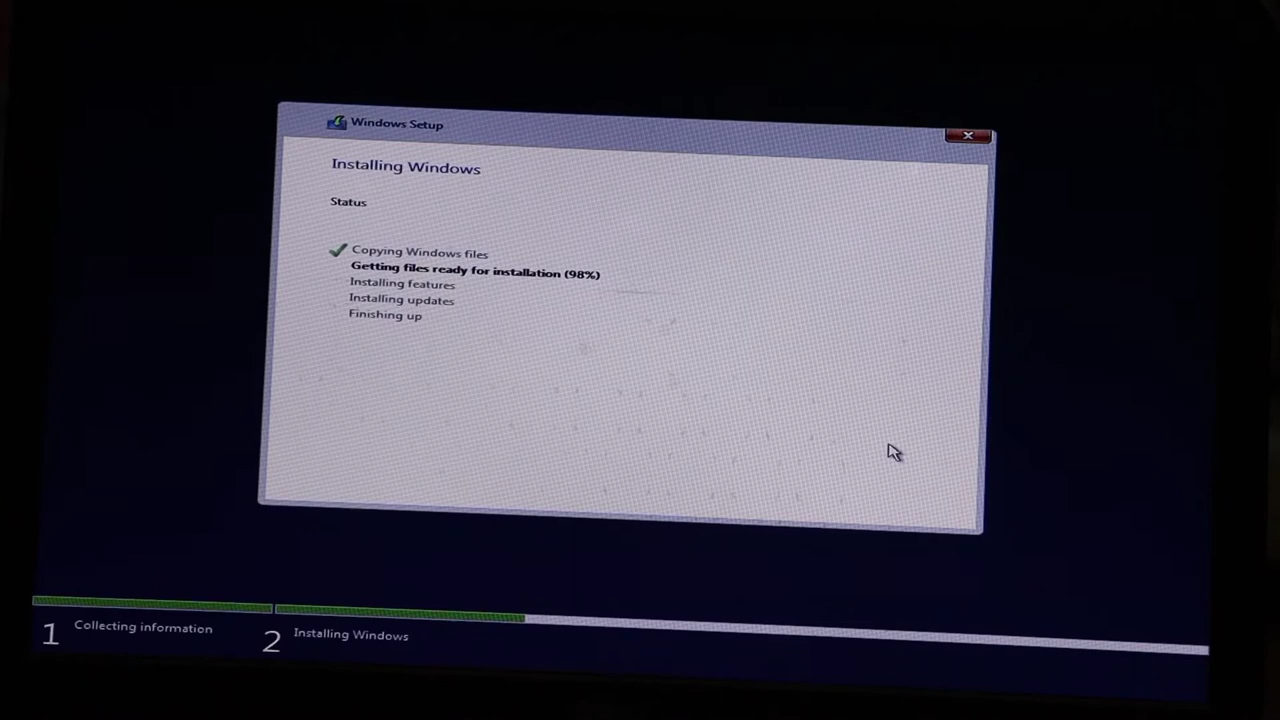 Windows Setup
Installing Windows
Status
Copying Windows files
Getting files ready for installation (98%)
Installing features
Installing updates
Finishing up
1 Collecting information
2 Installing Windows